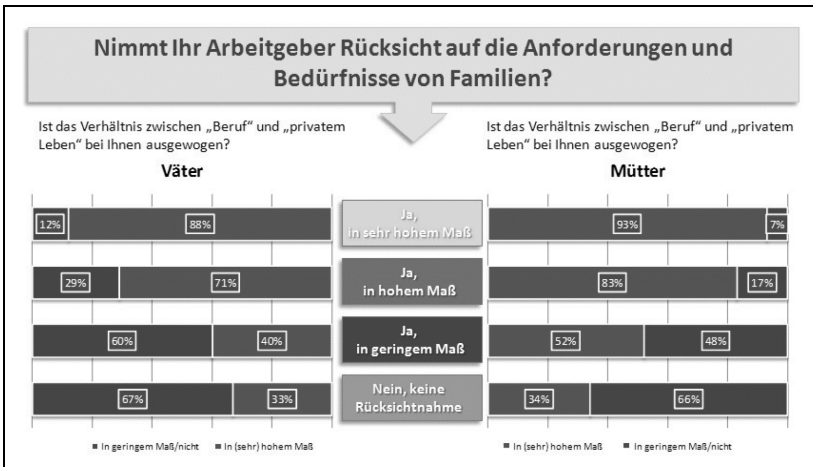 Nimmt Ihr Arbeitgeber Rücksicht auf die Anforderungen und
Bedürfnisse von Familien?
Ist das Verhältnis zwischen „Beruf“ und „privatem
Leben“ bei Ihnen ausgewogen?
Väter
Ist das Verhältnis zwischen „Beruf“ und „privatem
Leben“ bei Ihnen ausgewogen?
Mütter
12% 88%
Ja,
in sehr hohem Maß
93% 7%
29% 71%
Ja,
in hohem Maß
83% 17%
60% 40%
Ja,
in geringem Maß
52% 48%
67% 33%
Nein, keine
Rücksichtnahme
34% 66%
In geringem Maß/nicht In (sehr) hohem Maß
In (sehr) hohem Maß In geringem Maß/nicht